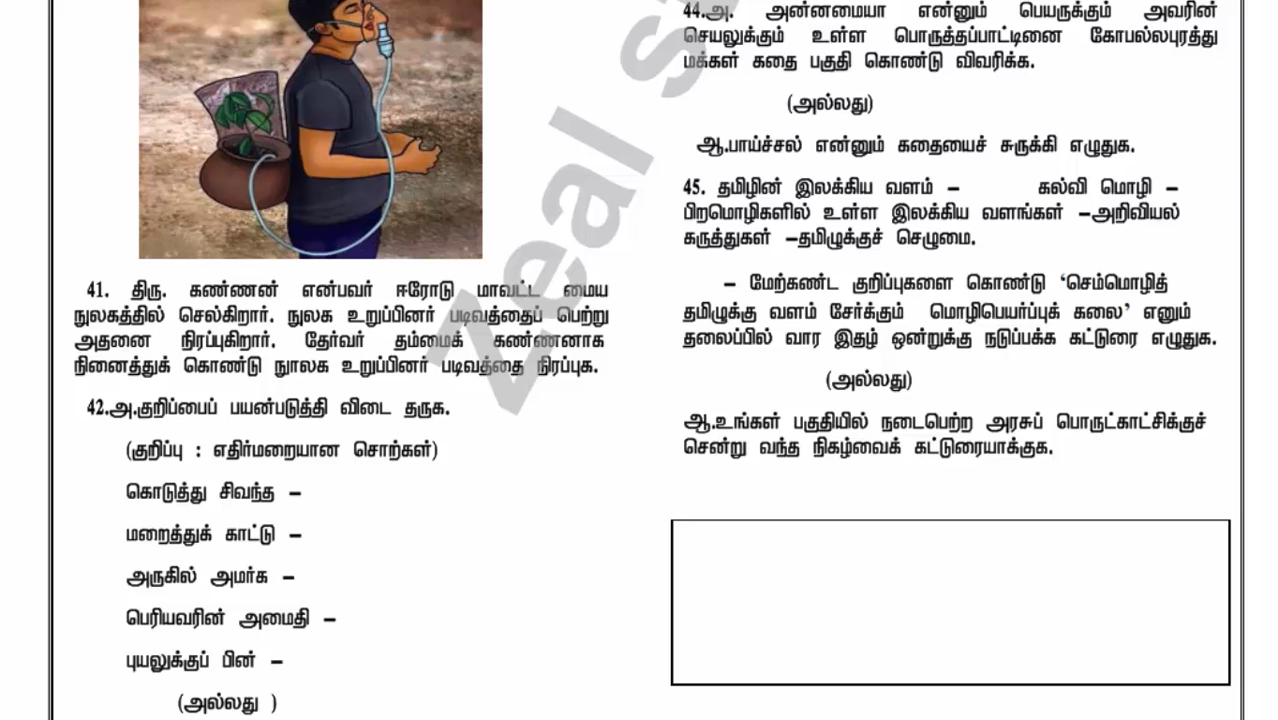 41. திரு. கண்ணன் என்பவர் ஈரோடு மாவட்ட மைய
நுலகத்தில் செல்கிறார். நுலக உறுப்பினர் படிவத்தைப் பெற்று
அதனை நிரப்புகிறார். தேர்வர் தம்மைக் கண்ணனாக
நினைத்துக் கொண்டு நூலக உறுப்பினர் படிவத்தை நிரப்புக.
42.அ.குறிப்பைப் பயன்படுத்தி விடை தருக.
(குறிப்பு : எதிர்மறையான சொற்கள்)
கொடுத்து சிவந்த –
மறைத்துக் காட்டு –
அருகில் அமர்க –
பெரியவரின் அமைதி –
புயலுக்குப் பின் –
(அல்லது )
44.அ. அன்னமையா என்னும் பெயருக்கும் அவரின்
செயலுக்கும் உள்ள பொருத்தப்பாட்டினை கோபல்லபுரத்து
மக்கள் கதை பகுதி கொண்டு விவரிக்க.
(அல்லது)
ஆ.பாய்ச்சல் என்னும் கதையைச் சுருக்கி எழுதுக.
45. தமிழின் இலக்கிய வளம் – கல்வி மொழி –
பிறமொழிகளில் உள்ள இலக்கிய வளங்கள் –அறிவியல்
கருத்துகள் –தமிழுக்குச் செழுமை.
– மேற்கண்ட குறிப்புகளை கொண்டு ‘செம்மொழித்
தமிழுக்கு வளம் சேர்க்கும் மொழிபெயர்ப்புக் கலை’ எனும்
தலைப்பில் வார இதழ் ஒன்றுக்கு நடுப்பக்க கட்டுரை எழுதுக.
(அல்லது)
ஆ.உங்கள் பகுதியில் நடைபெற்ற அரசுப் பொருட்காட்சிக்குச்
சென்று வந்த நிகழ்வைக் கட்டுரையாக்குக.
Zeal